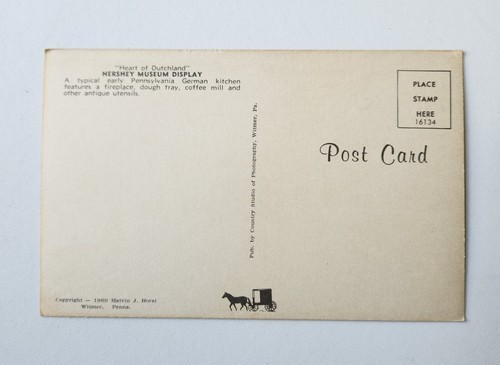 "Heart of Dutchland"
HERSHEY MUSEUM DISPLAY
A typical early Pennsylvania German kitchen
features a fireplace, dough tray, coffee mill and
other antique utensils.
Copyright — 1969 Marvin J. Horst
Witmer, Penna.
Pub. by Country Studio of Photography, Witmer, Pa.
PLACE
STAMP
HERE
16134
Post Card